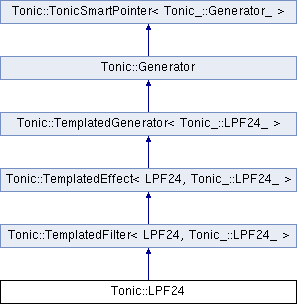 Tonic::TonicSmartPointer< Tonic_::Generator_ >
Tonic::Generator
Tonic::TemplatedGenerator< Tonic_::LPF24_ >
Tonic::TemplatedEffect< LPF24, Tonic_::LPF24_ >
Tonic::TemplatedFilter< LPF24, Tonic_::LPF24_ >
Tonic::LPF24